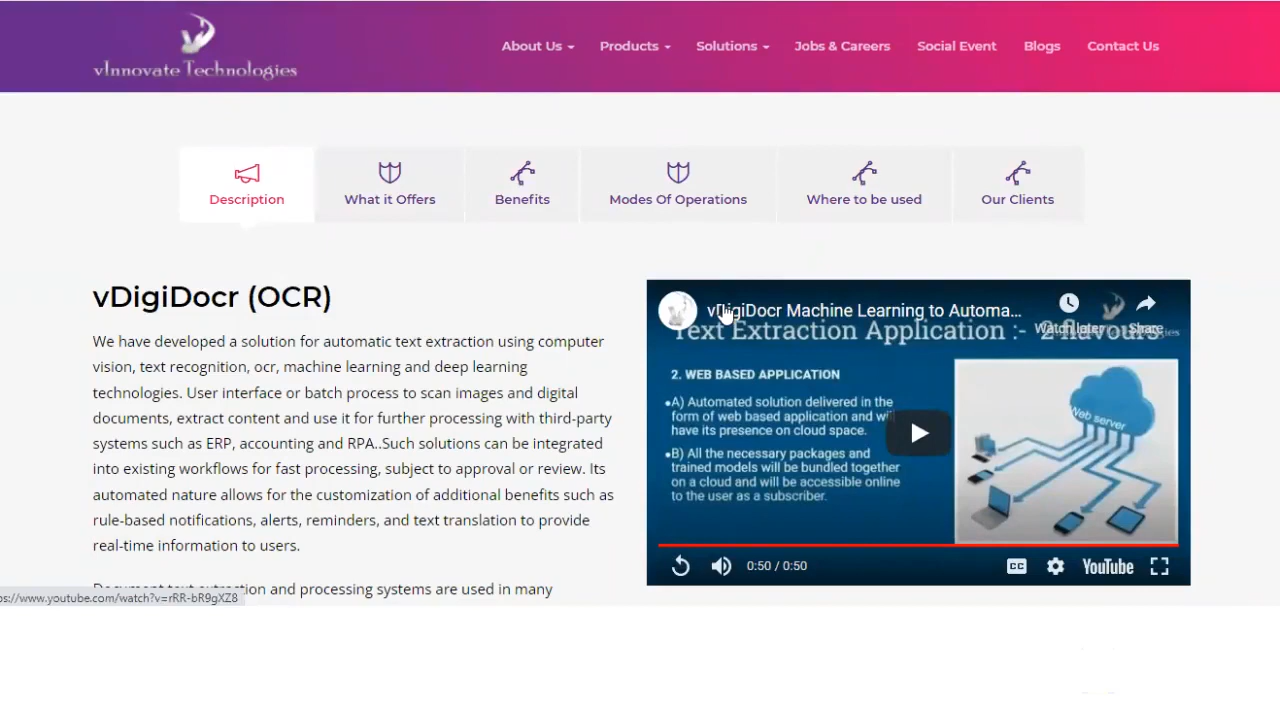 vInnovate Technologies
About Us
Products
Solutions
Jobs & Careers
Social Event
Blogs
Contact Us
Description
What it Offers
Benefits
Modes Of Operations
Where to be used
Our Clients
vDigiDocr (OCR)
We have developed a solution for automatic text extraction using computer
vision, text recognition, ocr, machine learning and deep learning
technologies. User interface or batch process to scan images and digital
documents, extract content and use it for further processing with third-party
systems such as ERP, accounting and RPA..Such solutions can be integrated
into existing workflows for fast processing, subject to approval or review. Its
automated nature allows for the customization of additional benefits such as
rule-based notifications, alerts, reminders, and text translation to provide
real-time information to users.
Document text extraction and processing systems are used in many
ps://www.youtube.com/watch?v=rRR-bR9gXZ8
vDigiDocr Machine Learning to Automa...
Watch later
Share
Text Extraction Application :- 2 flavours
2. WEB BASED APPLICATION
•A) Automated solution delivered in the
form of web based application and will
have its presence on cloud space.
•B) All the necessary packages and
trained models will be bundled together
on a cloud and will be accessible online
to the user as a subscriber.
Web server
0:50 / 0:50
CC
YouTube